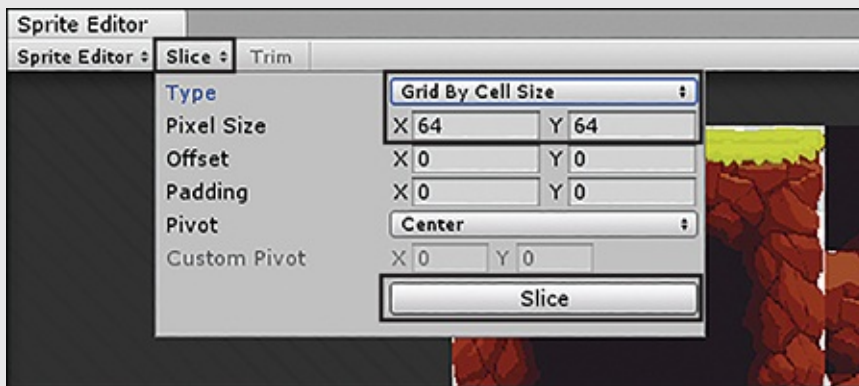 Sprite Editor
Sprite Editor Slice Trim
Type Grid By Cell Size
Pixel Size X 64 Y 64
Offset X 0 Y 0
Padding X 0 Y 0
Pivot Center
Custom Pivot X 0 Y 0
Slice